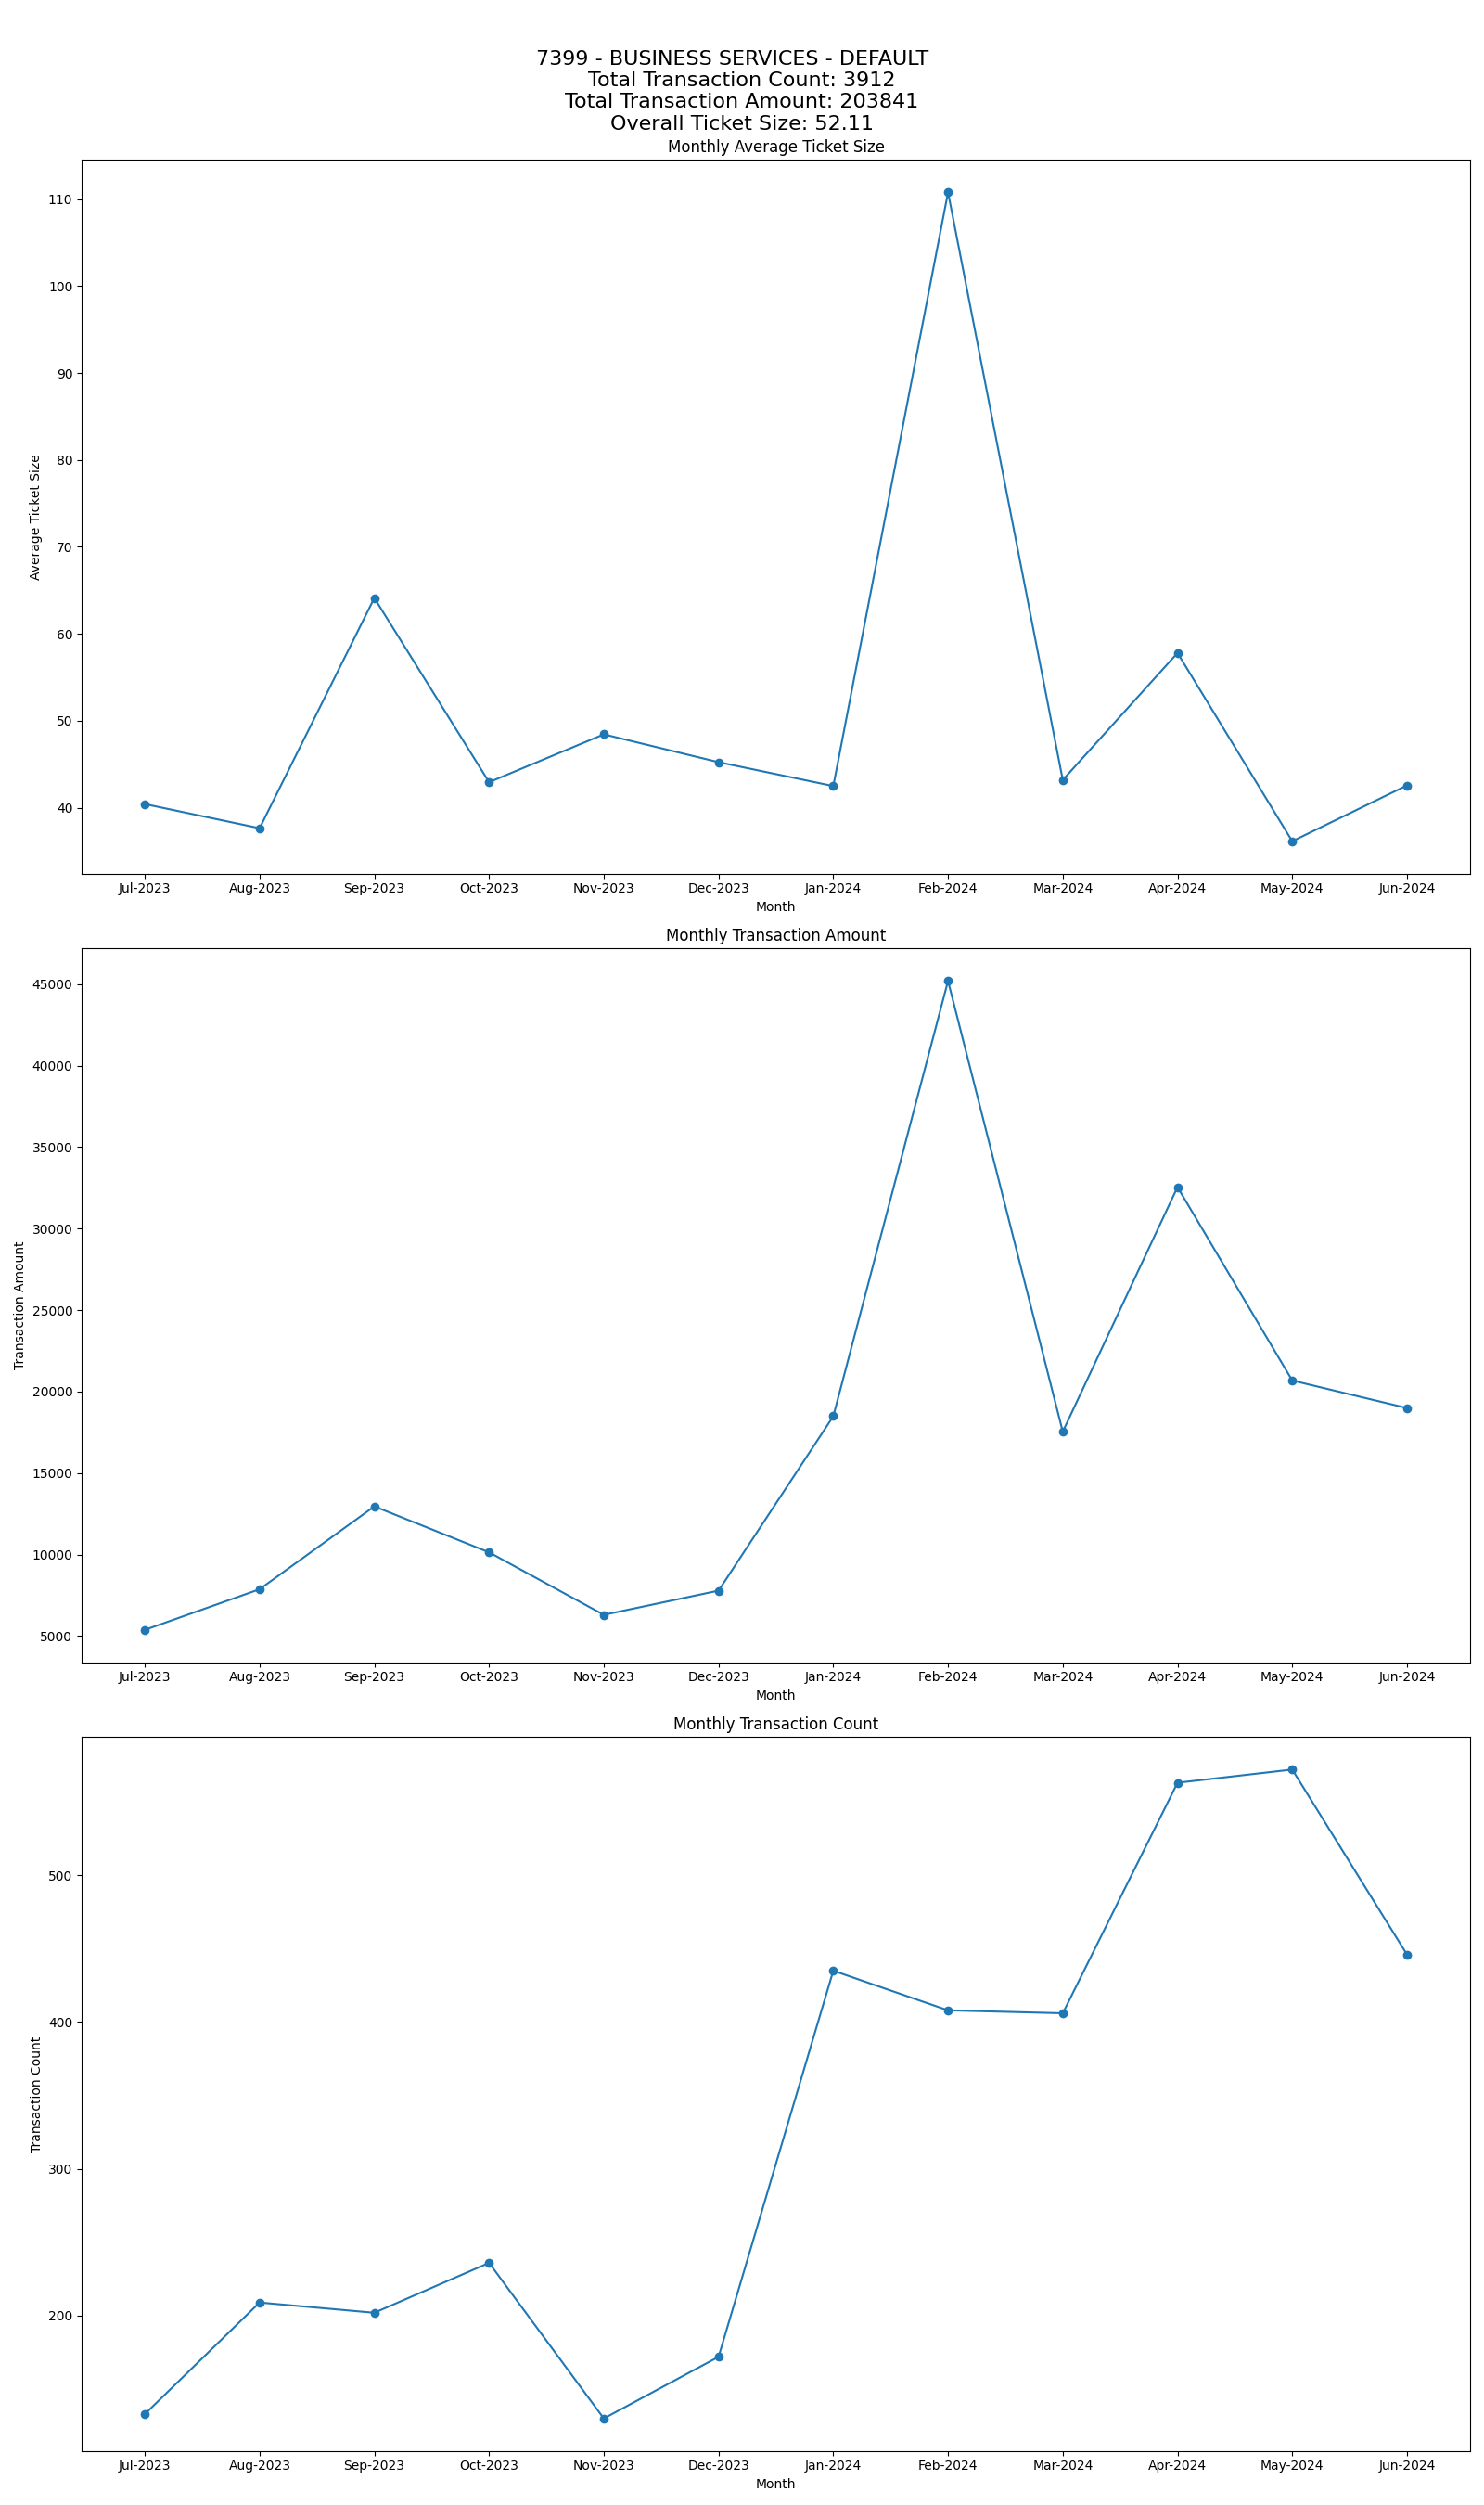 7399 - BUSINESS SERVICES - DEFAULT
Total Transaction Count: 3912
Total Transaction Amount: 203841
Overall Ticket Size: 52.11
Monthly Average Ticket Size
110
100
90
80
70
60
50
40
Average Ticket Size
Jul-2023 Aug-2023 Sep-2023 Oct-2023 Nov-2023 Dec-2023 Jan-2024 Feb-2024 Mar-2024 Apr-2024 May-2024 Jun-2024
Month
Monthly Transaction Amount
45000
40000
35000
30000
25000
20000
15000
10000
5000
Transaction Amount
Jul-2023 Aug-2023 Sep-2023 Oct-2023 Nov-2023 Dec-2023 Jan-2024 Feb-2024 Mar-2024 Apr-2024 May-2024 Jun-2024
Month
Monthly Transaction Count
500
400
300
200
Transaction Count
Jul-2023 Aug-2023 Sep-2023 Oct-2023 Nov-2023 Dec-2023 Jan-2024 Feb-2024 Mar-2024 Apr-2024 May-2024 Jun-2024
Month